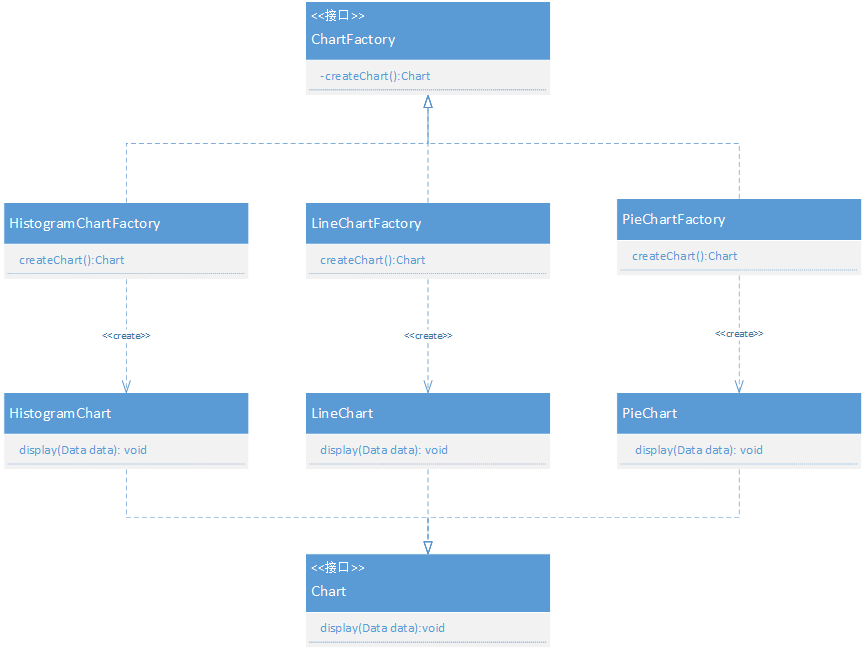 <<接口>>
ChartFactory
-createChart():Chart
HistogramChartFactory
LineChartFactory
PieChartFactory
createChart():Chart
createChart():Chart
createChart():Chart
<<create>>
<<create>>
<<create>>
HistogramChart
LineChart
PieChart
display(Data data): void
display(Data data): void
display(Data data): void
<<接口>>
Chart
display(Data data):void